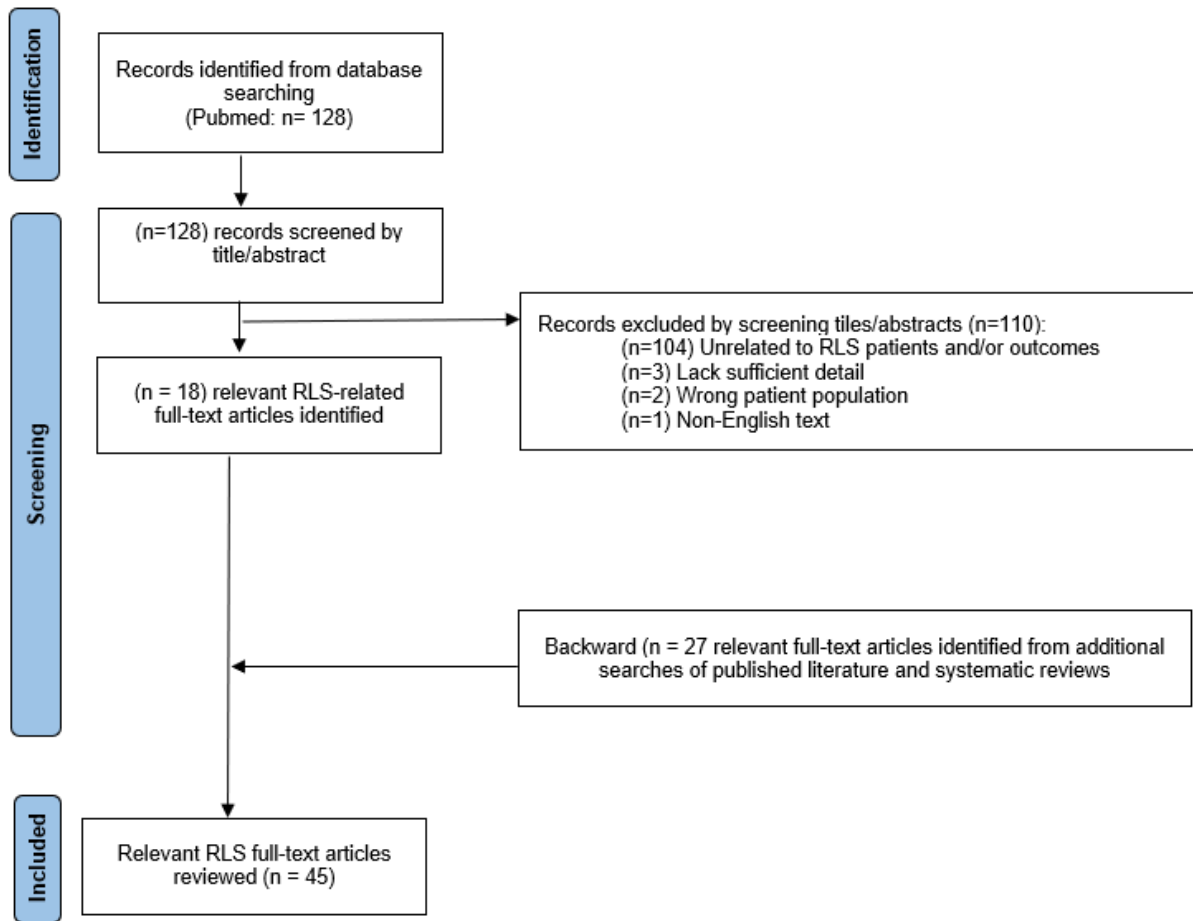 Identification
Records identified from database
searching
(Pubmed: n= 128)
Screening
(n=128) records screened by
title/abstract
Records excluded by screening tiles/abstracts (n=110):
(n=104) Unrelated to RLS patients and/or outcomes
(n=3) Lack sufficient detail
(n=2) Wrong patient population
(n=1) Non-English text
(n = 18) relevant RLS-related
full-text articles identified
Backward (n = 27 relevant full-text articles identified from additional
searches of published literature and systematic reviews
Included
Relevant RLS full-text articles
reviewed (n = 45)